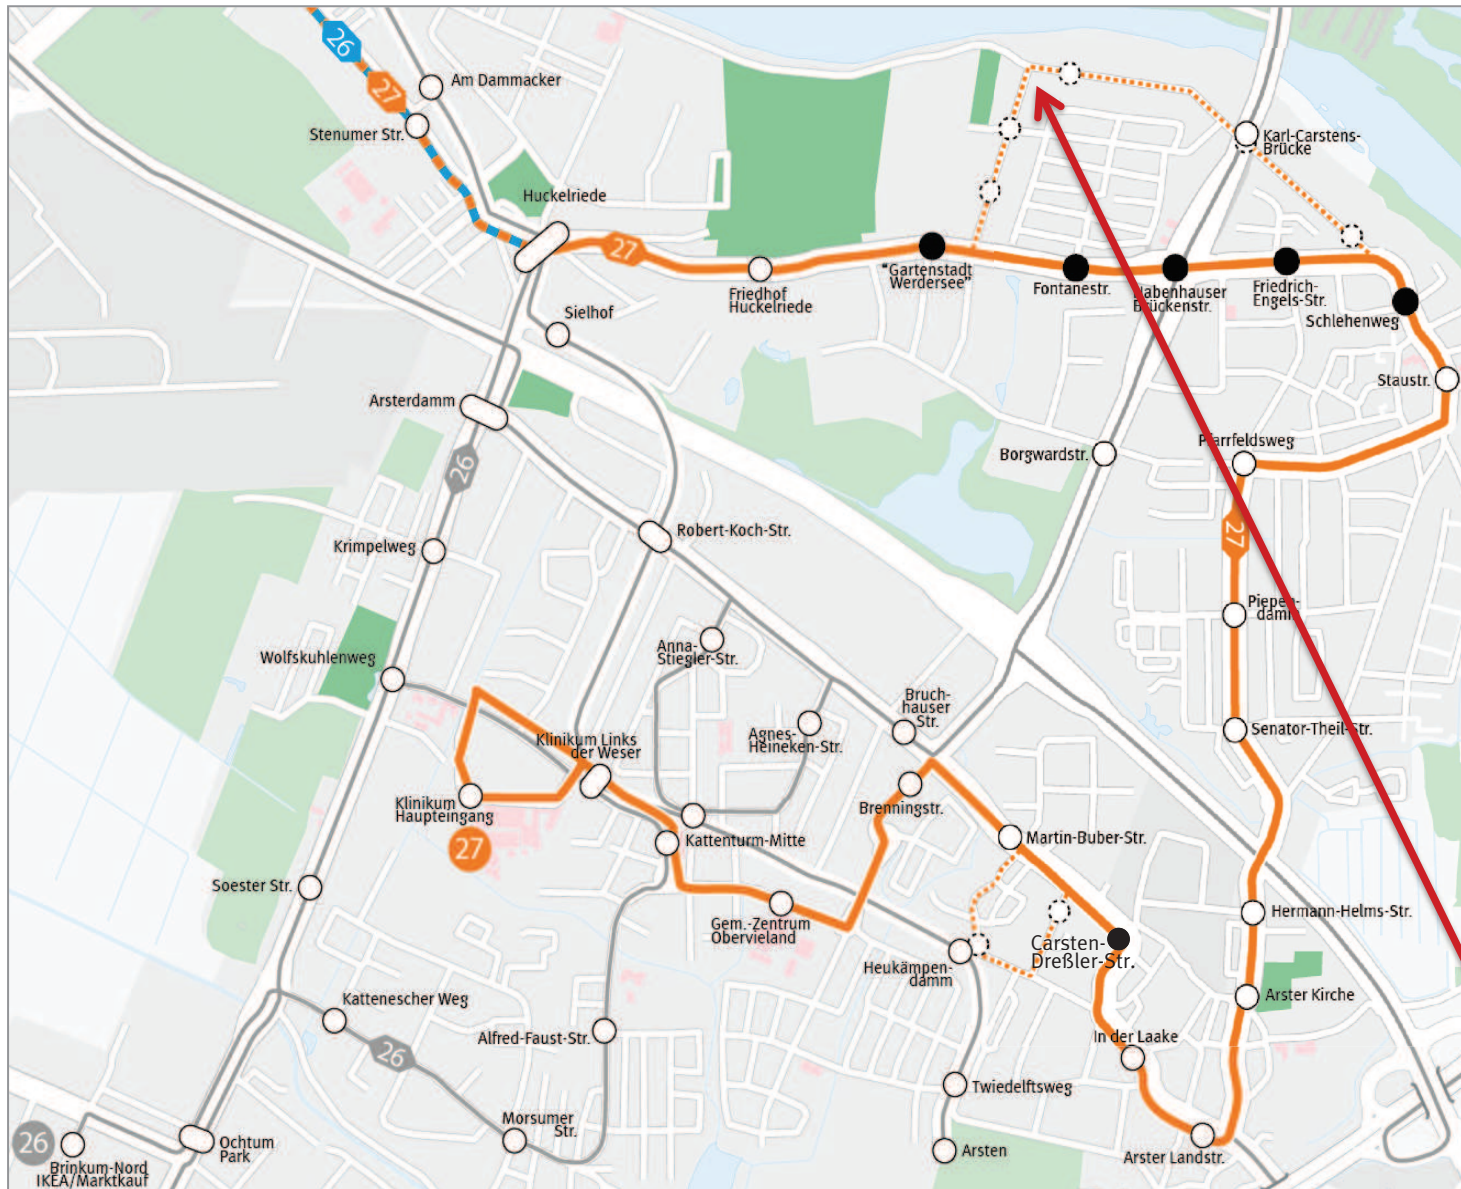 26
27
Am Dammacker
Stenumer Str.
Huckelriede
27
Karl-Carstens-
Brücke
Friedhof
Huckelriede
"Gartenstadt
Werdersee"
Fontanestr.
Habenhauser
Brückenstr.
Friedrich-
Engels-Str.
Schlehenweg
Sielhof
Staustr.
Arsterdamm
26
Borgwardstr.
Pfarrfeldsweg
Krimpelweg
Robert-Koch-Str.
27
Piepen-
damm
Wolfskuhlenweg
Anna-
Stiegler-Str.
Bruch-
hauser
Str.
Agnes-
Heineken-Str.
Senator-Theil-Str.
Klinikum Links
der Weser
Klinikum
Haupteingang
27
Brenningstr.
Kattenturm-Mitte
Martin-Buber-Str.
Soester Str.
Gem.-Zentrum
Obervieland
Hermann-Helms-Str.
Carsten-
Dreßler-Str.
Heukämpen-
damm
Kattenescher Weg
Arster Kirche
26
Alfred-Faust-Str.
In der Laake
Twiedelftsweg
Morsumer
Str.
26
Ochtum
Park
Brinkum-Nord
IKEA/Marktkauf
Arsten
Arster Landstr.